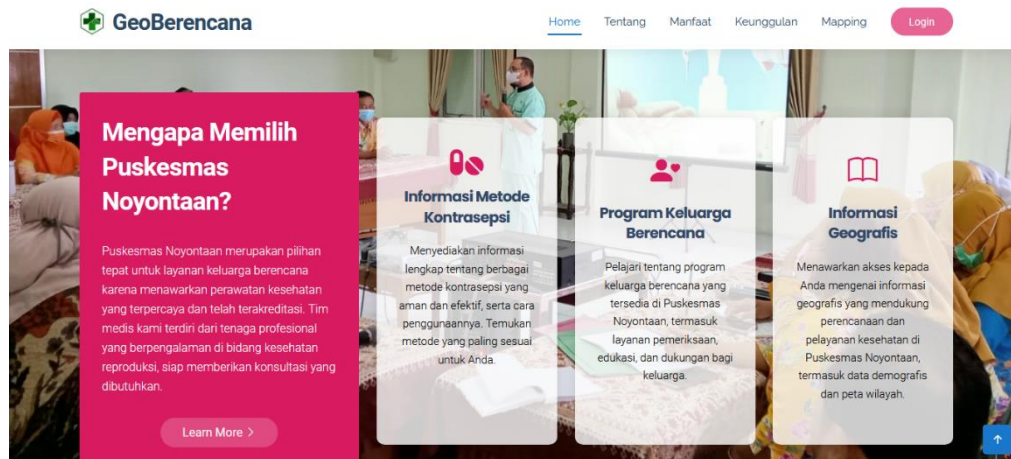 GeoBerencana
Home
Tentang
Manfaat
Keunggulan
Mapping
Login
Mengapa Memilih
Puskesmas
Noyontaan?
Puskesmas Noyontaan merupakan pilihan
tepat untuk layanan keluarga berencana
karena menawarkan perawatan kesehatan
yang terpercaya dan telah terakreditasi. Tim
medis kami terdiri dari tenaga profesional
yang berpengalaman di bidang kesehatan
reproduksi, siap memberikan konsultasi yang
dibutuhkan.
Learn More >
Informasi Metode
Kontrasepsi
Menyediakan informasi
lengkap tentang berbagai
metode kontrasepsi yang
aman dan efektif, serta cara
penggunaannya. Temukan
metode yang paling sesuai
untuk Anda.
Program Keluarga
Berencana
Pelajari tentang program
keluarga berencana yang
tersedia di Puskesmas
Noyontaan, termasuk
layanan pemeriksaan,
edukasi, dan dukungan bagi
keluarga.
Informasi
Geografis
Menawarkan akses kepada
Anda mengenai informasi
geografis yang mendukung
perencanaan dan
pelayanan kesehatan di
Puskesmas Noyontaan,
termasuk data demografis
dan peta wilayah.